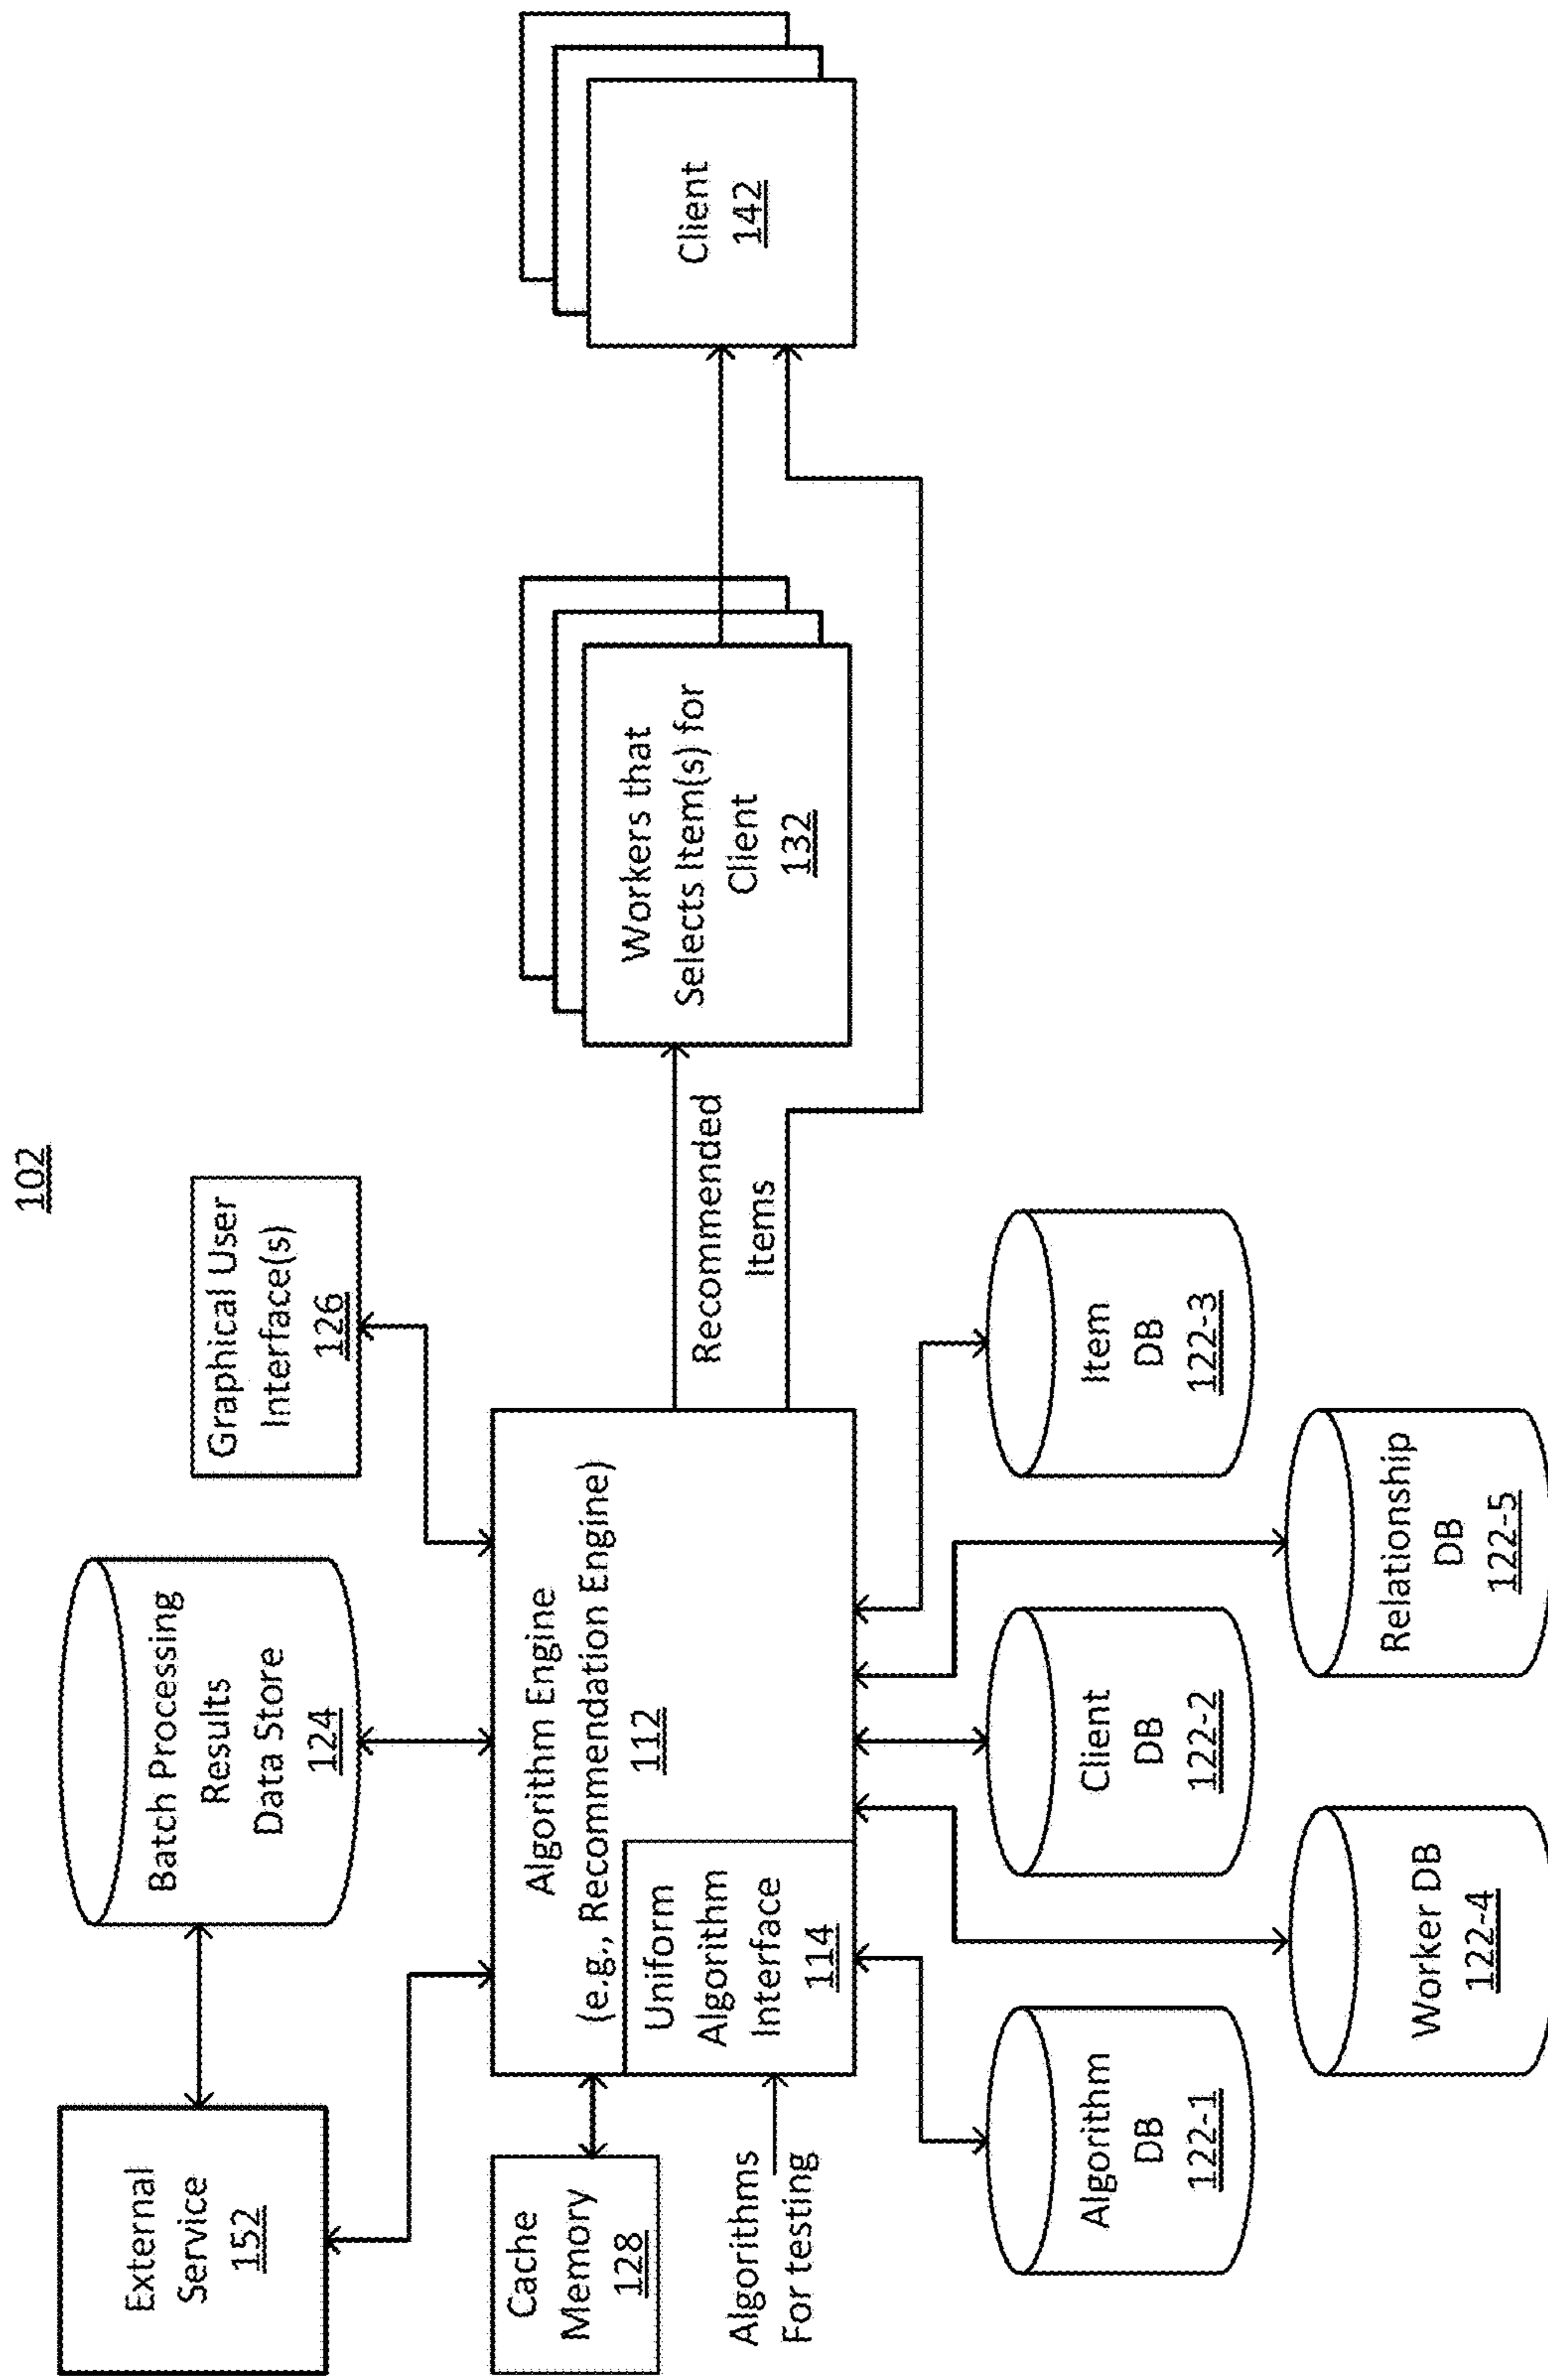 102
External
Service
152
Batch Processing
Results
Data Store
124
Graphical User
Interface(s)
126
Cache
Memory
128
Algorithms
For testing
Algorithm Engine
(e.g., Recommendation Engine)
112
Uniform
Algorithm
Interface
114
Recommended
Items
Workers that
Selects Item(s) for
Client
132
Client
142
Algorithm
DB
122-1
Client
DB
122-2
Item
DB
122-3
Worker DB
122-4
Relationship
DB
122-5